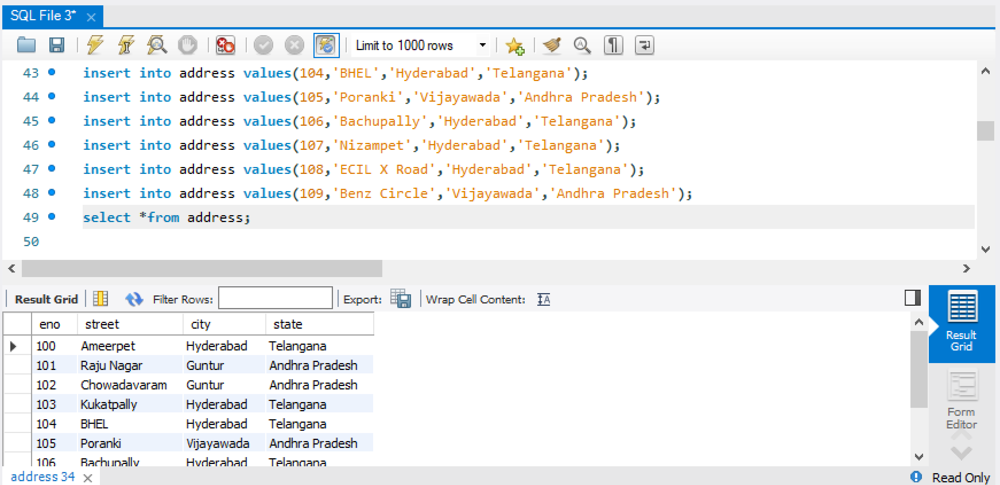 SQL File 3*
Limit to 1000 rows
43 insert into address values(104,'BHEL','Hyderabad','Telangana');
44 insert into address values(105,'Poranki','Vijayawada','Andhra Pradesh');
45 insert into address values(106,'Bachupally','Hyderabad','Telangana');
46 insert into address values(107,'Nizampet','Hyderabad','Telangana');
47 insert into address values(108,'ECIL X Road','Hyderabad','Telangana');
48 insert into address values(109,'Benz Circle','Vijayawada','Andhra Pradesh');
49 select *from address;
50
Result Grid Filter Rows: Export: Wrap Cell Content:
eno street city state
100 Ameerpet Hyderabad Telangana
101 Raju Nagar Guntur Andhra Pradesh
102 Chowadavaram Guntur Andhra Pradesh
103 Kukatpally Hyderabad Telangana
104 BHEL Hyderabad Telangana
105 Poranki Vijayawada Andhra Pradesh
106 Bachupally Hyderabad Telangana
Result
Grid
Form
Editor
address 34
Read Only